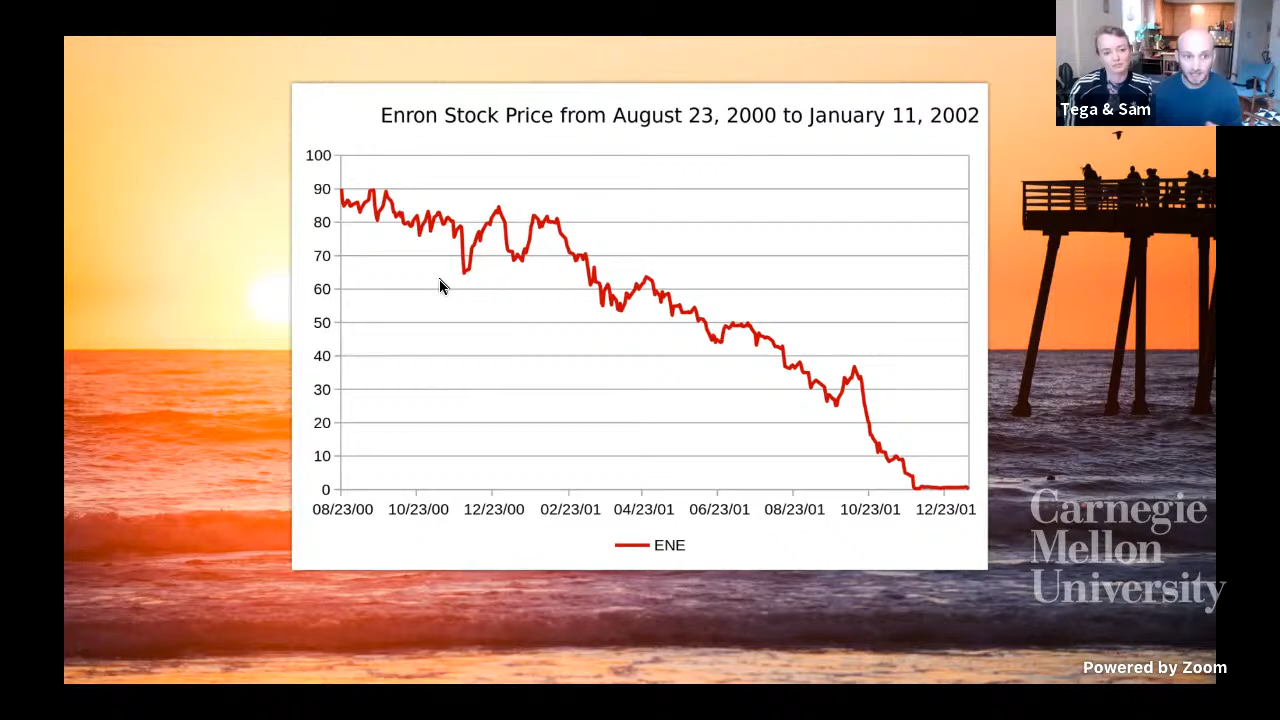 Tega & Sam
Enron Stock Price from August 23, 2000 to January 11, 2002
100
90
80
70
60
50
40
30
20
10
0
08/23/00 10/23/00 12/23/00 02/23/01 04/23/01 06/23/01 08/23/01 10/23/01 12/23/01
ENE
Carnegie
Mellon
University
Powered by Zoom